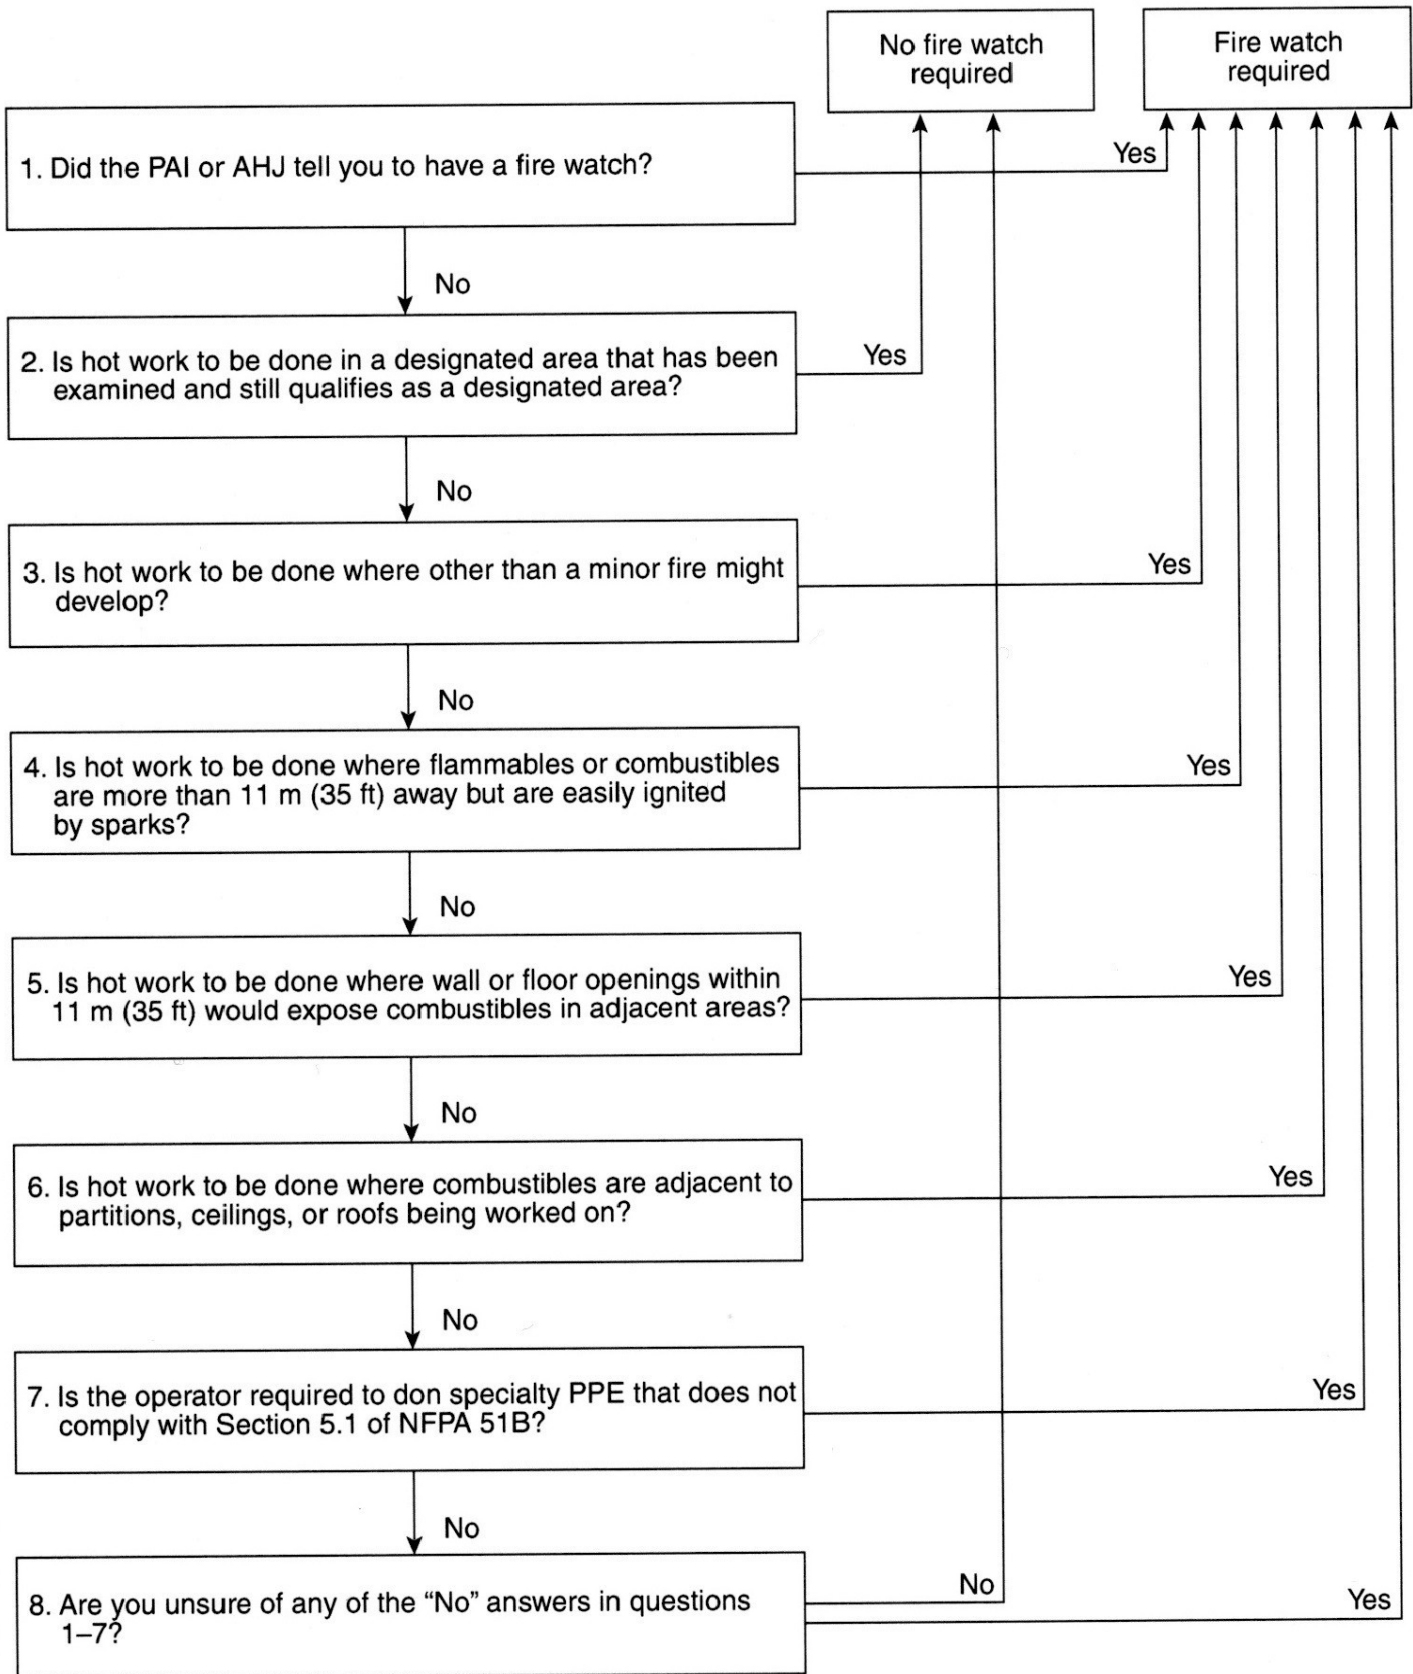 No fire watch
required
Fire watch
required
1. Did the PAI or AHJ tell you to have a fire watch?
Yes
No
2. Is hot work to be done in a designated area that has been
examined and still qualifies as a designated area?
Yes
No
3. Is hot work to be done where other than a minor fire might
develop?
Yes
No
4. Is hot work to be done where flammables or combustibles
are more than 11 m (35 ft) away but are easily ignited
by sparks?
Yes
No
5. Is hot work to be done where wall or floor openings within
11 m (35 ft) would expose combustibles in adjacent areas?
Yes
No
6. Is hot work to be done where combustibles are adjacent to
partitions, ceilings, or roofs being worked on?
Yes
No
7. Is the operator required to don specialty PPE that does not
comply with Section 5.1 of NFPA 51B?
Yes
No
8. Are you unsure of any of the “No” answers in questions
1–7?
No
Yes